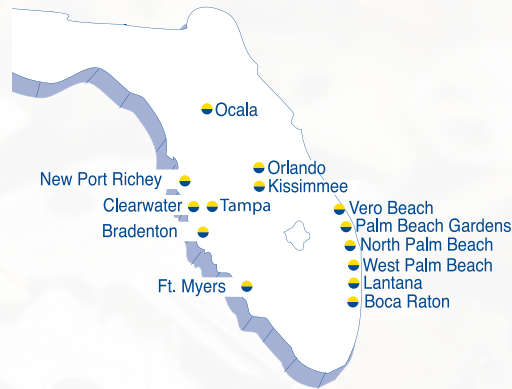 Ocala
Orlando
New Port Richey
Kissimmee
Clearwater
Tampa
Vero Beach
Palm Beach Gardens
Bradenton
North Palm Beach
West Palm Beach
Ft. Myers
Lantana
Boca Raton